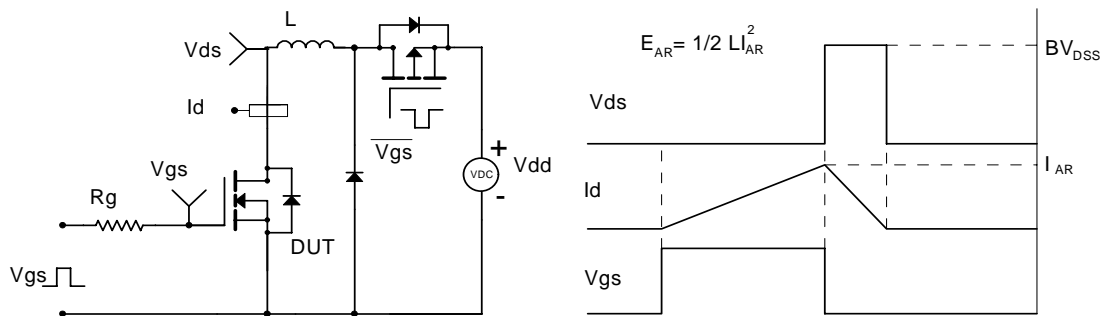 L
Vds
Id
Vgs
Vgs
Rg
DUT
Vgs
VDC
+
-
Vdd
E_AR = 1/2 LI_AR^2
BV_DSS
Vds
I_AR
Id
Vgs